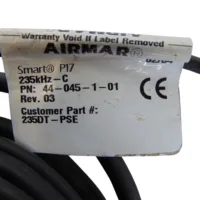 Warranty Void If Label Removed
AIRMAR®
Smart® P17
235kHz-C
PN: 44-045-1-01
Rev. 03
CE
Customer Part #:
235DT-PSE